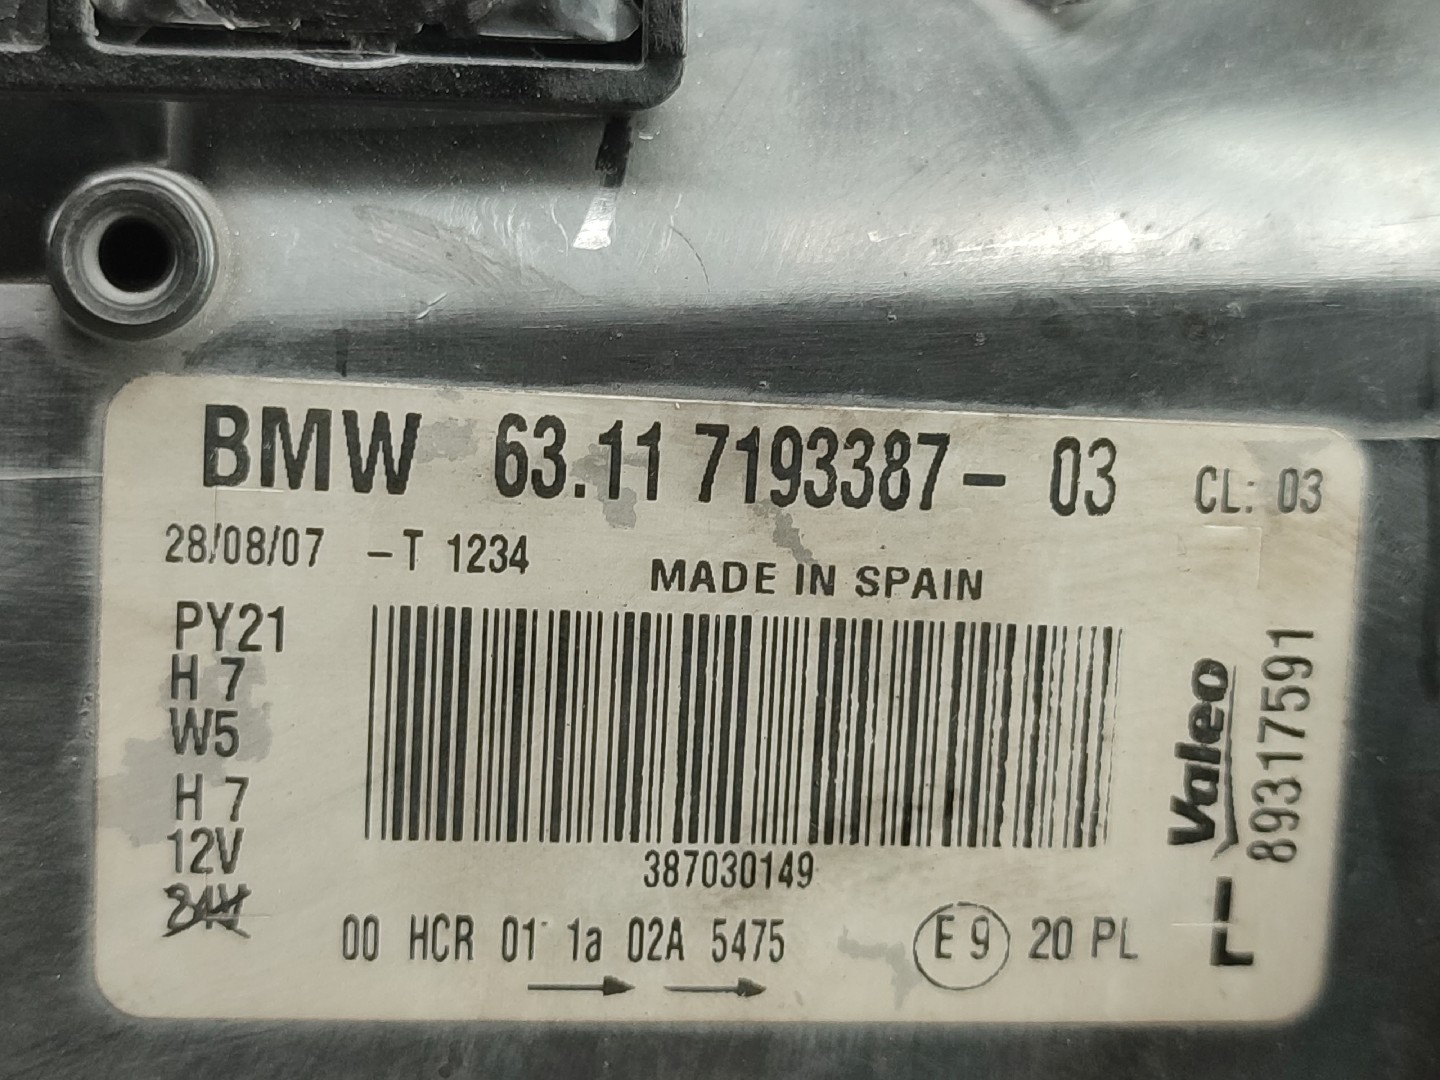 BMW 63.11 7193387- 03 CL: 03
28/08/07 -T 1234
MADE IN SPAIN
PY21
H 7
W5
H 7
12V
24V
387030149
00 HCR 01 1a 02A 5475
E 9 20 PL
Valeo
89317591
L